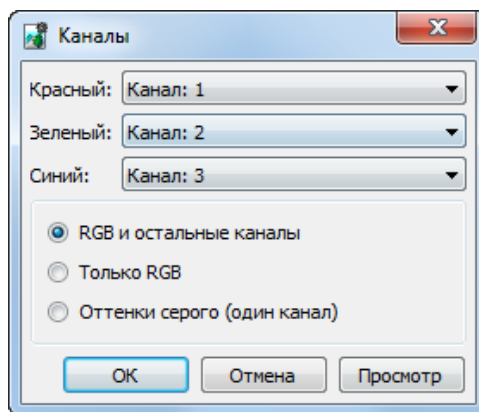 Каналы
Красный: Канал: 1
Зеленый: Канал: 2
Синий: Канал: 3
RGB и остальные каналы
Только RGB
Оттенки серого (один канал)
OK Отмена Просмотр